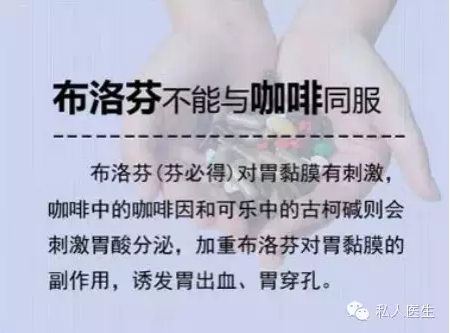 布洛芬不能与咖啡同服
布洛芬(芬必得)对胃黏膜有刺激，
咖啡中的咖啡因和可乐中的古柯碱则会
刺激胃酸分泌，加重布洛芬对胃黏膜的
副作用，诱发胃出血、胃穿孔。
私人医生